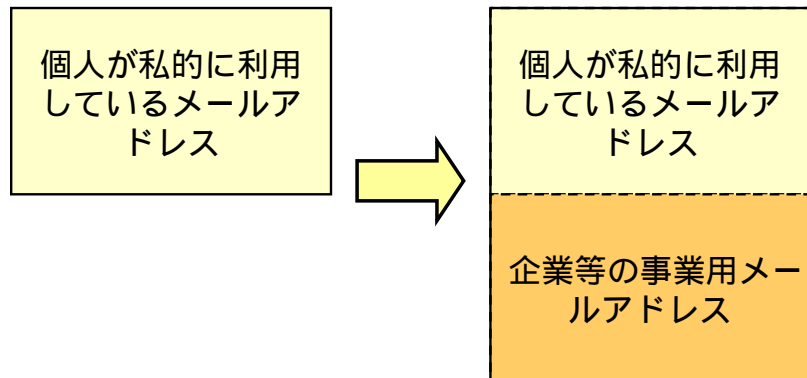 個人が私的に利用
しているメールア
ドレス
個人が私的に利用
しているメールア
ドレス
企業等の事業用メー
ルアドレス